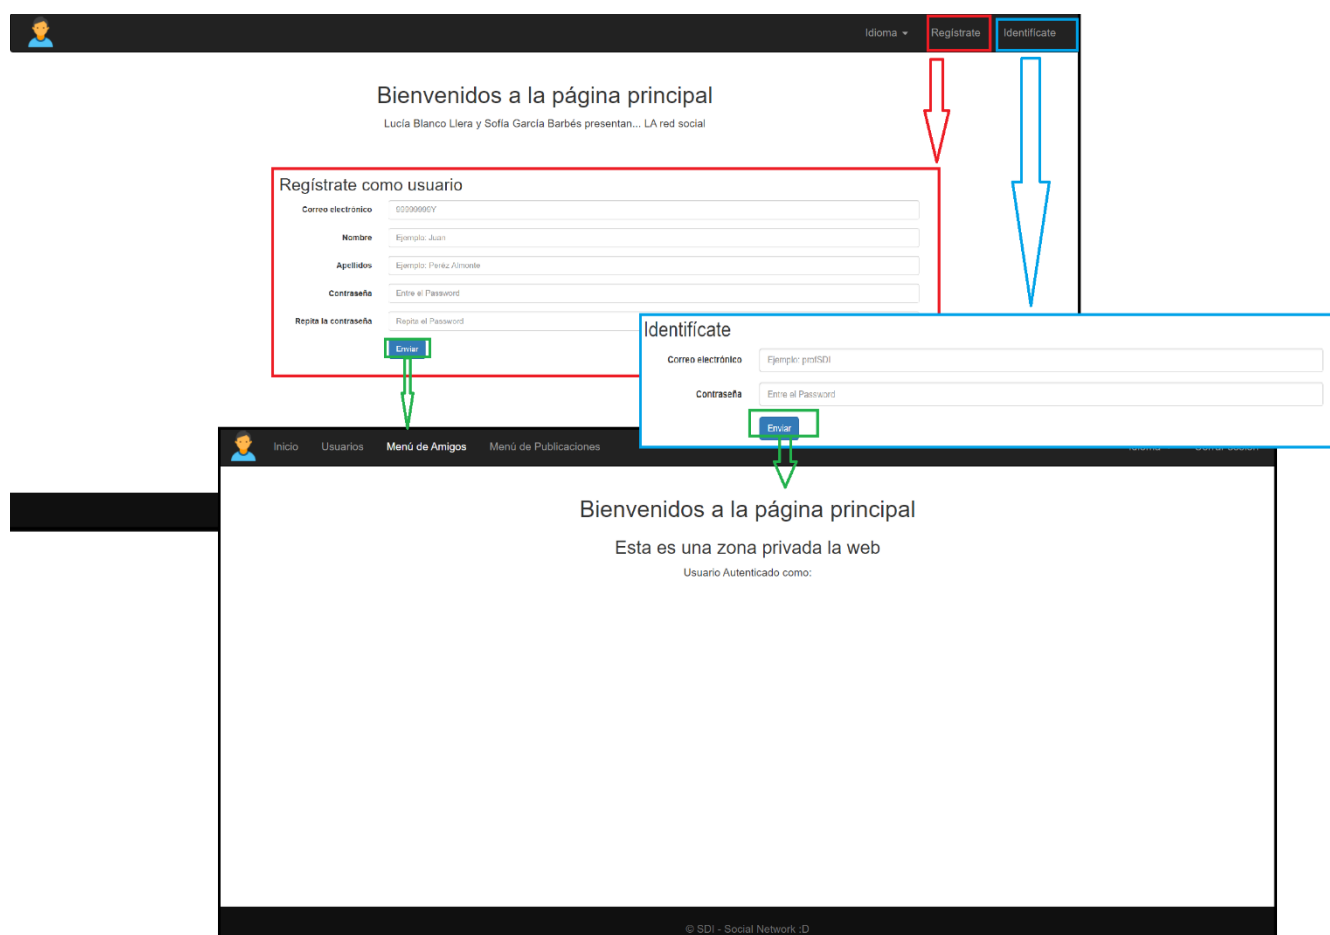 Idioma Regístrate Identifícate
Bienvenidos a la página principal
Lucía Blanco Llera y Sofía García Barbés presentan... LA red social
Regístrate como usuario
Correo electrónico 99999999Y
Nombre Ejemplo: Juan
Apellidos Ejemplo: Peréz Almonte
Contraseña Entre el Password
Repita la contraseña Repite el Password
Enviar
Identifícate
Correo electrónico Ejemplo: profSDI
Contraseña Entre el Password
Enviar
Inicio Usuarios Menú de Amigos Menú de Publicaciones
Bienvenidos a la página principal
Esta es una zona privada la web
Usuario Autenticado como:
© SDI - Social Network :D